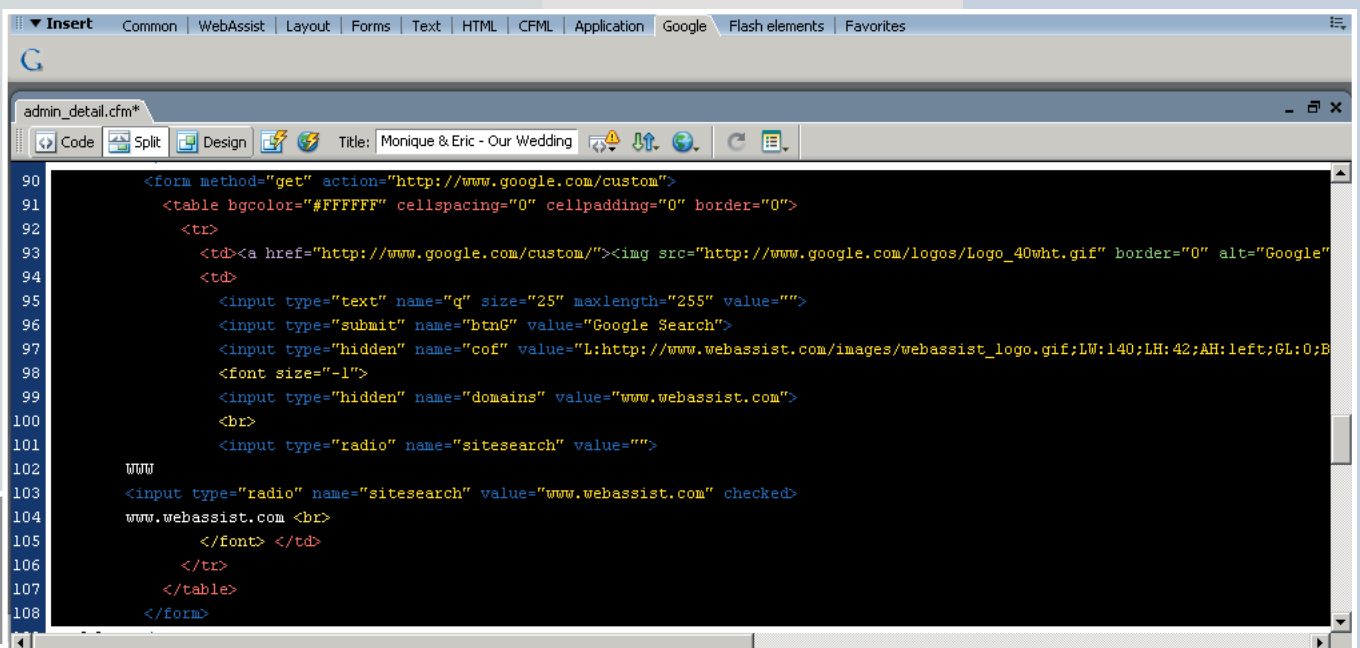 ▼ Insert Common | WebAssist | Layout | Forms | Text | HTML | CFML | Application | Google Flash elements | Favorites
G
admin_detail.cfm*
Code Split Design Title: Monique & Eric - Our Wedding
90 <form method="get" action="http://www.google.com/custom">
91 <table bgcolor="#FFFFFF" cellspacing="0" cellpadding="0" border="0">
92 <tr>
93 <td><a href="http://www.google.com/custom/"><img src="http://www.google.com/logos/Logo_40wht.gif" border="0" alt="Google"
94 <td>
95 <input type="text" name="q" size="25" maxlength="255" value="">
96 <input type="submit" name="btnG" value="Google Search">
97 <input type="hidden" name="cof" value="L:http://www.webassist.com/images/webassist_logo.gif;LW:140;LH:42;AH:left;GL:0;B
98 <font size="-1">
99 <input type="hidden" name="domains" value="www.webassist.com">
100 <br>
101 <input type="radio" name="sitesearch" value="">
102 WWW
103 <input type="radio" name="sitesearch" value="www.webassist.com" checked>
104 www.webassist.com <br>
105 </font> </td>
106 </tr>
107 </table>
108 </form>